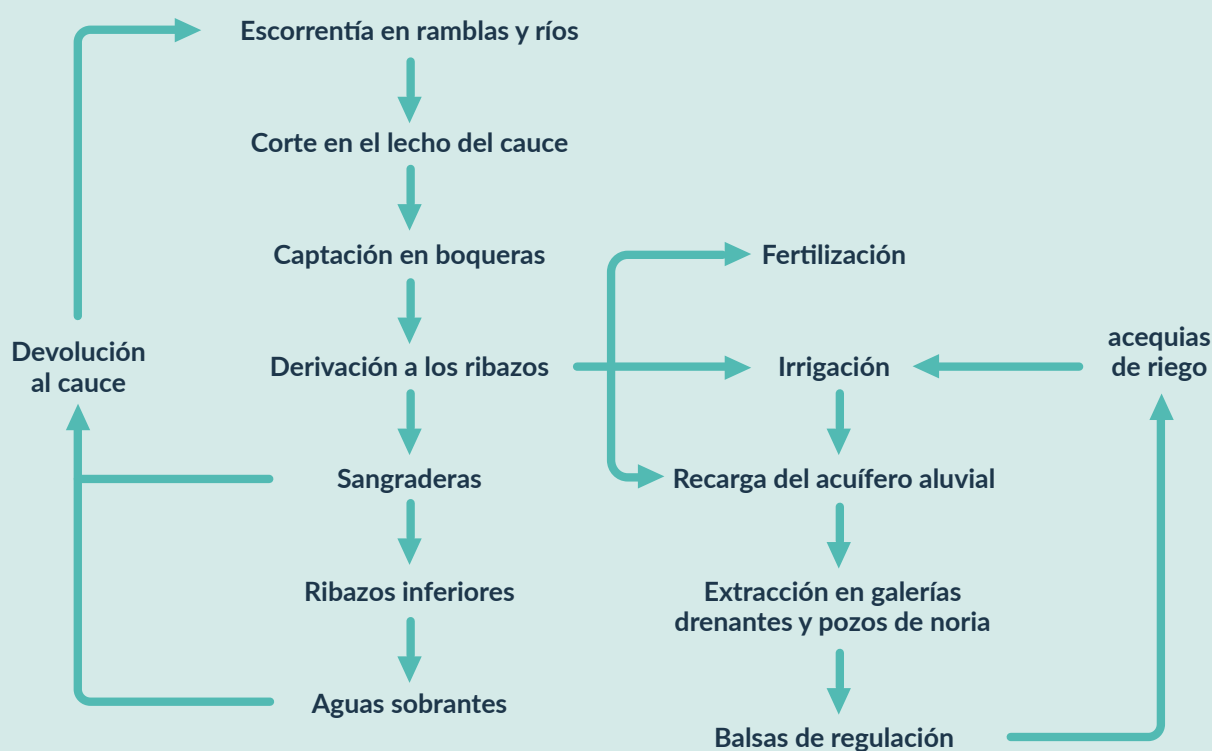 Escorrentía en ramblas y ríos
Corte en el lecho del cauce
Captación en boqueras
Fertilización
Devolución
al cauce
Derivación a los ribazos
Irrigación
acequias
de riego
Sangraderas
Recarga del acuífero aluvial
Ribazos inferiores
Extracción en galerías
drenantes y pozos de noria
Aguas sobrantes
Balsas de regulación